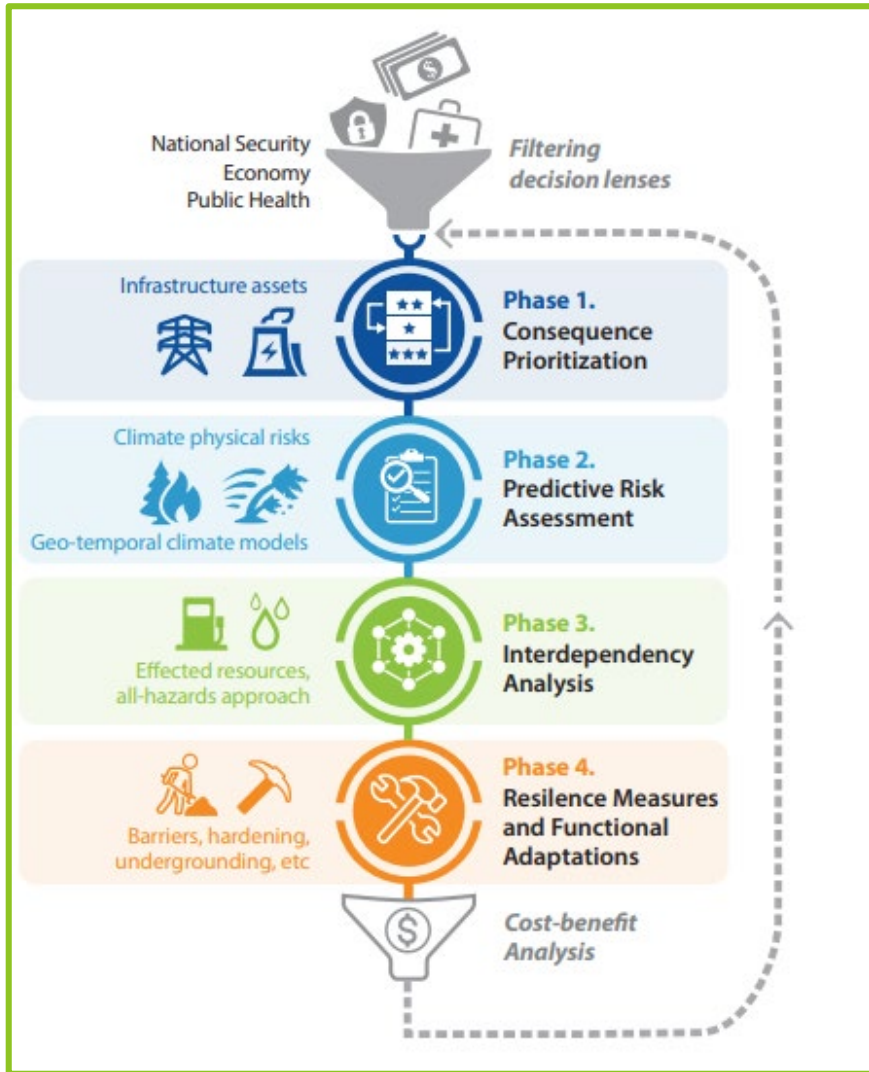 National Security
Economy
Public Health
Filtering
decision lenses
Infrastructure assets
Phase 1.
Consequence
Prioritization
Climate physical risks
Geo-temporal climate models
Phase 2.
Predictive Risk
Assessment
Effected resources,
all-hazards approach
Phase 3.
Interdependency
Analysis
Barriers, hardening,
undergrounding, etc
Phase 4.
Resilence Measures
and Functional
Adaptations
$
Cost-benefit
Analysis